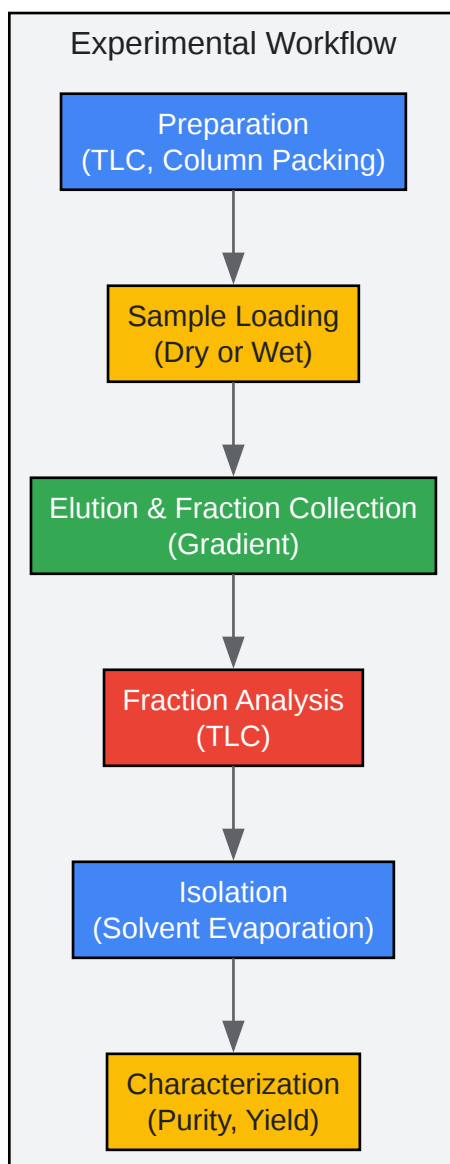 Experimental Workflow
Preparation
(TLC, Column Packing)
Sample Loading
(Dry or Wet)
Elution & Fraction Collection
(Gradient)
Fraction Analysis
(TLC)
Isolation
(Solvent Evaporation)
Characterization
(Purity, Yield)